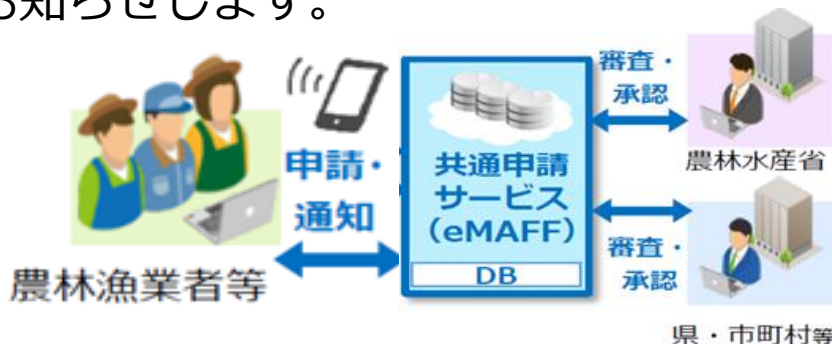 お知らせします。
申請・
通知
農林漁業者等
共通申請
サービス
(eMAFF)
DB
審査・
承認
農林水産省
審査・
承認
県・市町村等